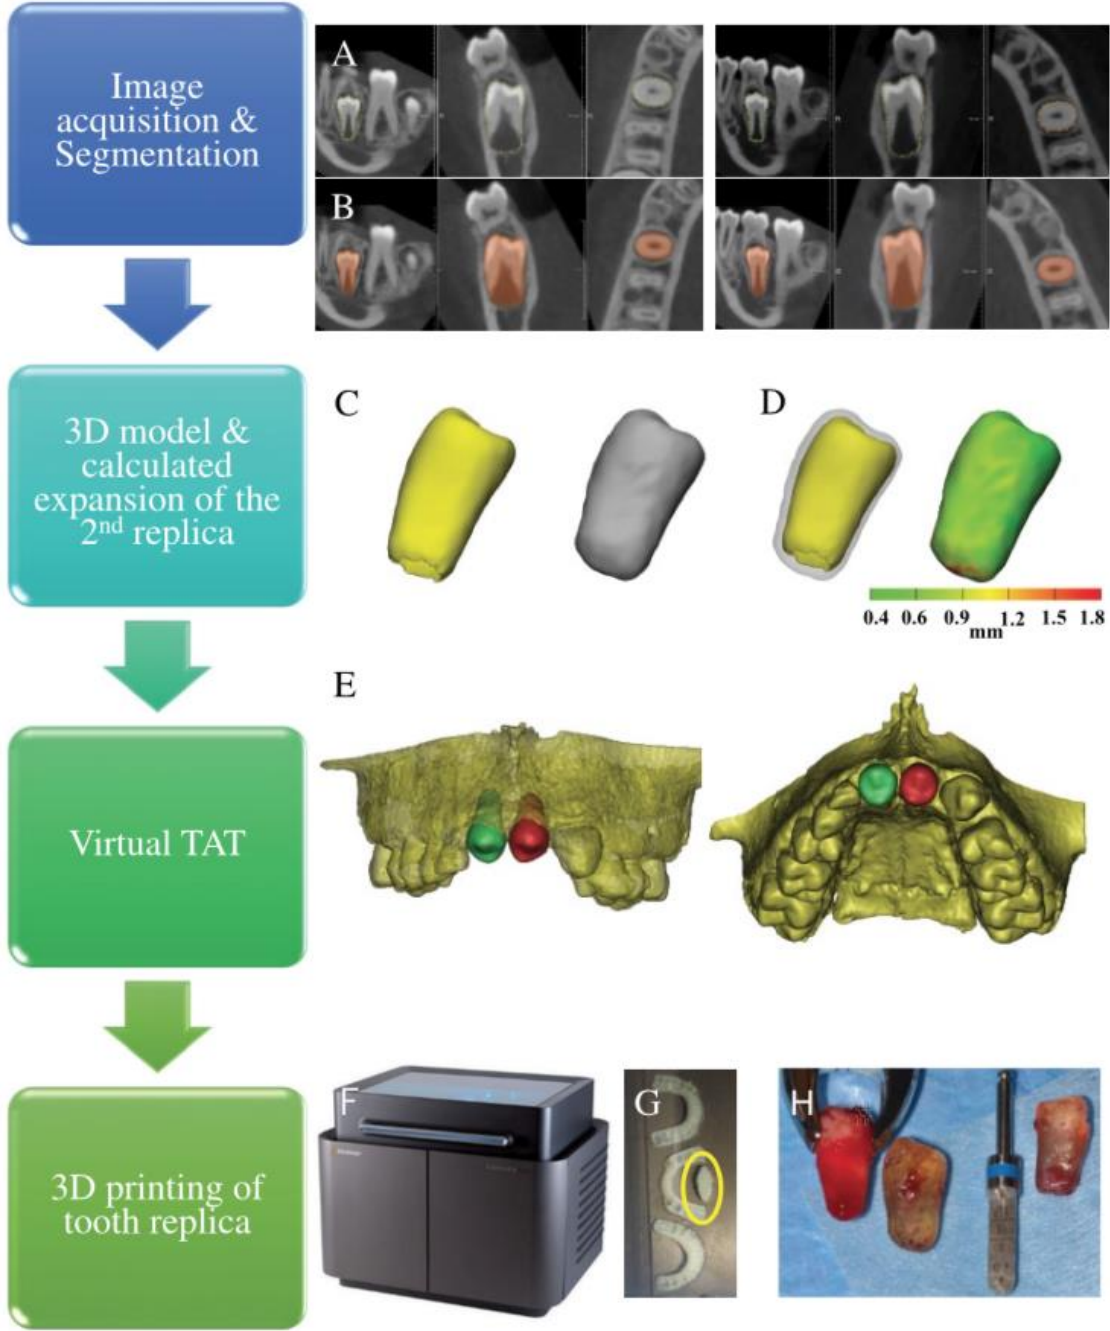 Image
acquisition &
Segmentation
A
B
3D model &
calculated
expansion of the
2nd replica
C
D
0.4 0.6 0.9 1.2 1.5 1.8
mm
Virtual TAT
E
3D printing of
tooth replica
F
G
H